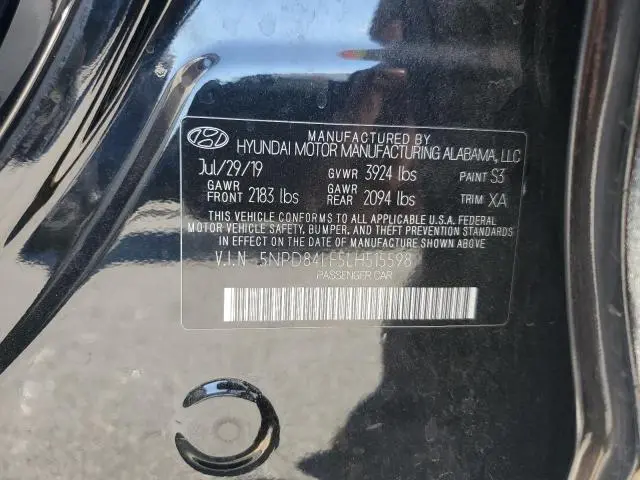 MANUFACTURED BY
HYUNDAI MOTOR MANUFACTURING ALABAMA, LLC
Jul/29/19 GVWR 3924 lbs PAINT S3
GAWR FRONT 2183 lbs GAWR REAR 2094 lbs TRIM XA
THIS VEHICLE CONFORMS TO ALL APPLICABLE U.S.A. FEDERAL
MOTOR VEHICLE SAFETY, BUMPER, AND THEFT PREVENTION
STANDARDS IN EFFECT ON THE DATE OF MANUFACTURE SHOWN ABOVE
V.I.N 5NPD84LF5LH515598
PASSENGER CAR